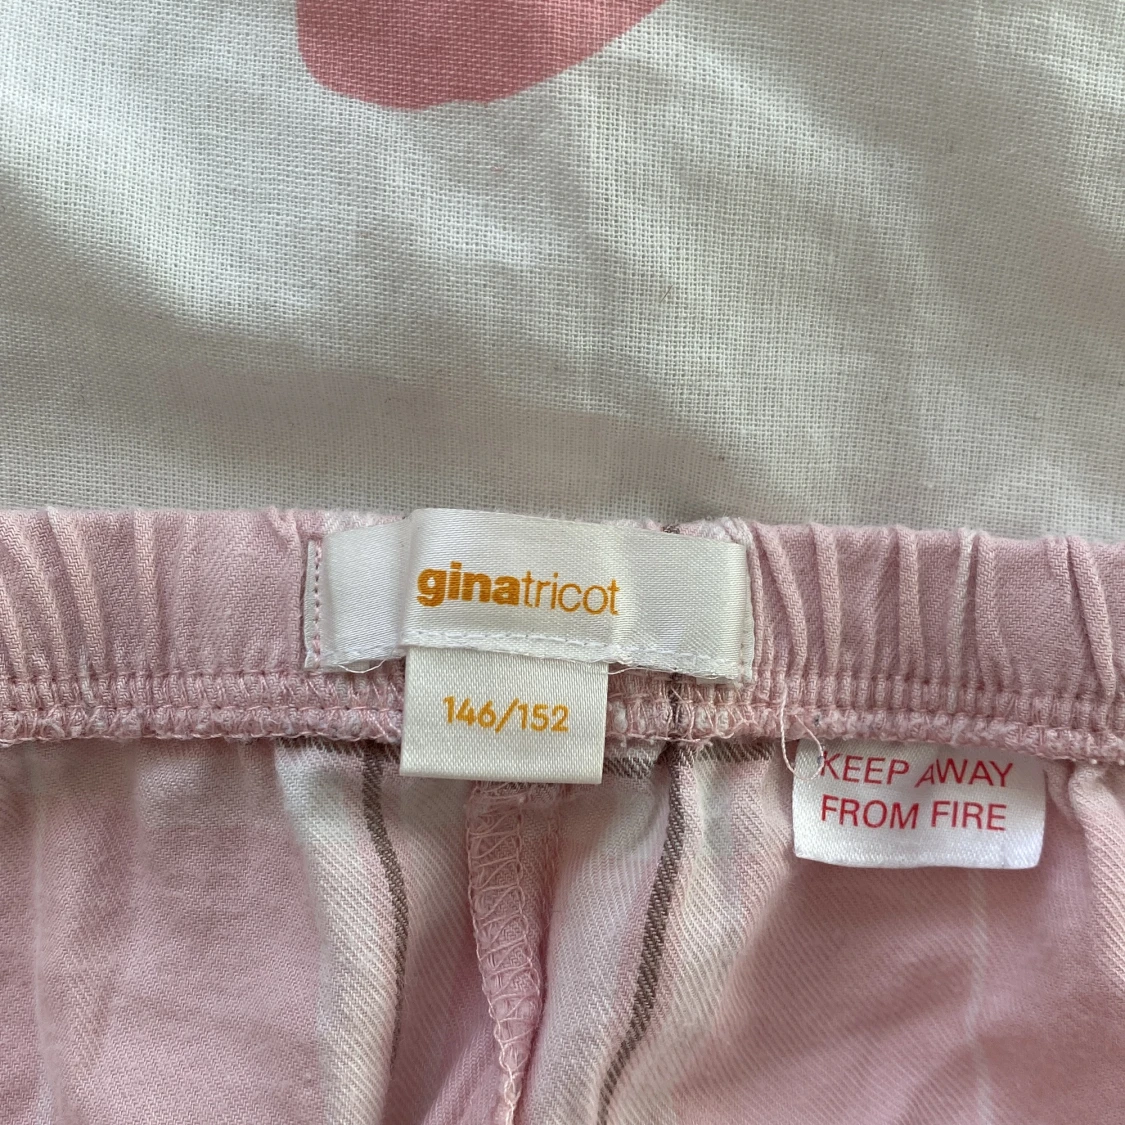 ginatricot
146/152
KEEP AWAY
FROM FIRE